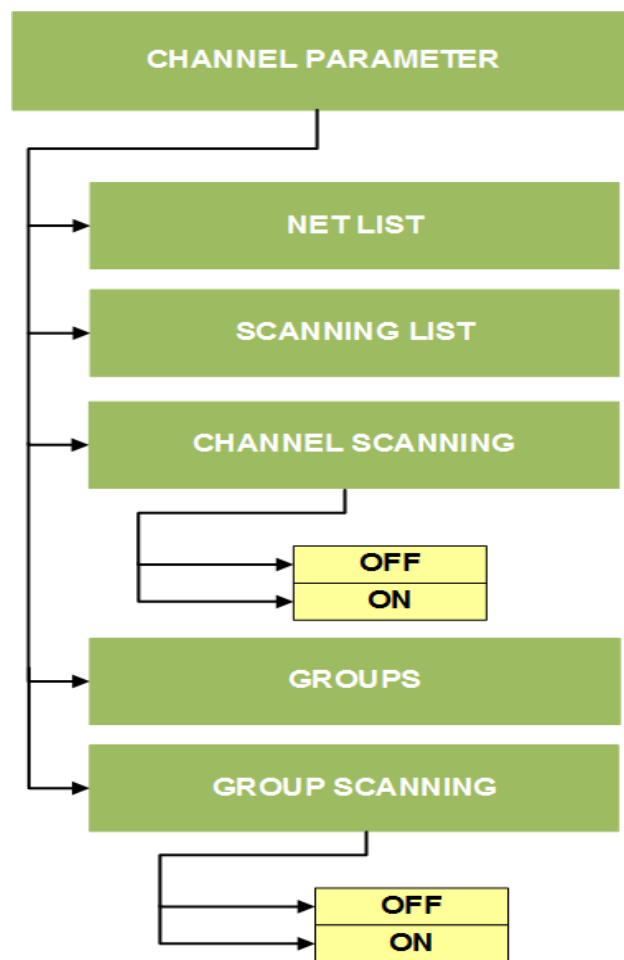 CHANNEL PARAMETER
NET LIST
SCANNING LIST
CHANNEL SCANNING
OFF
ON
GROUPS
GROUP SCANNING
OFF
ON